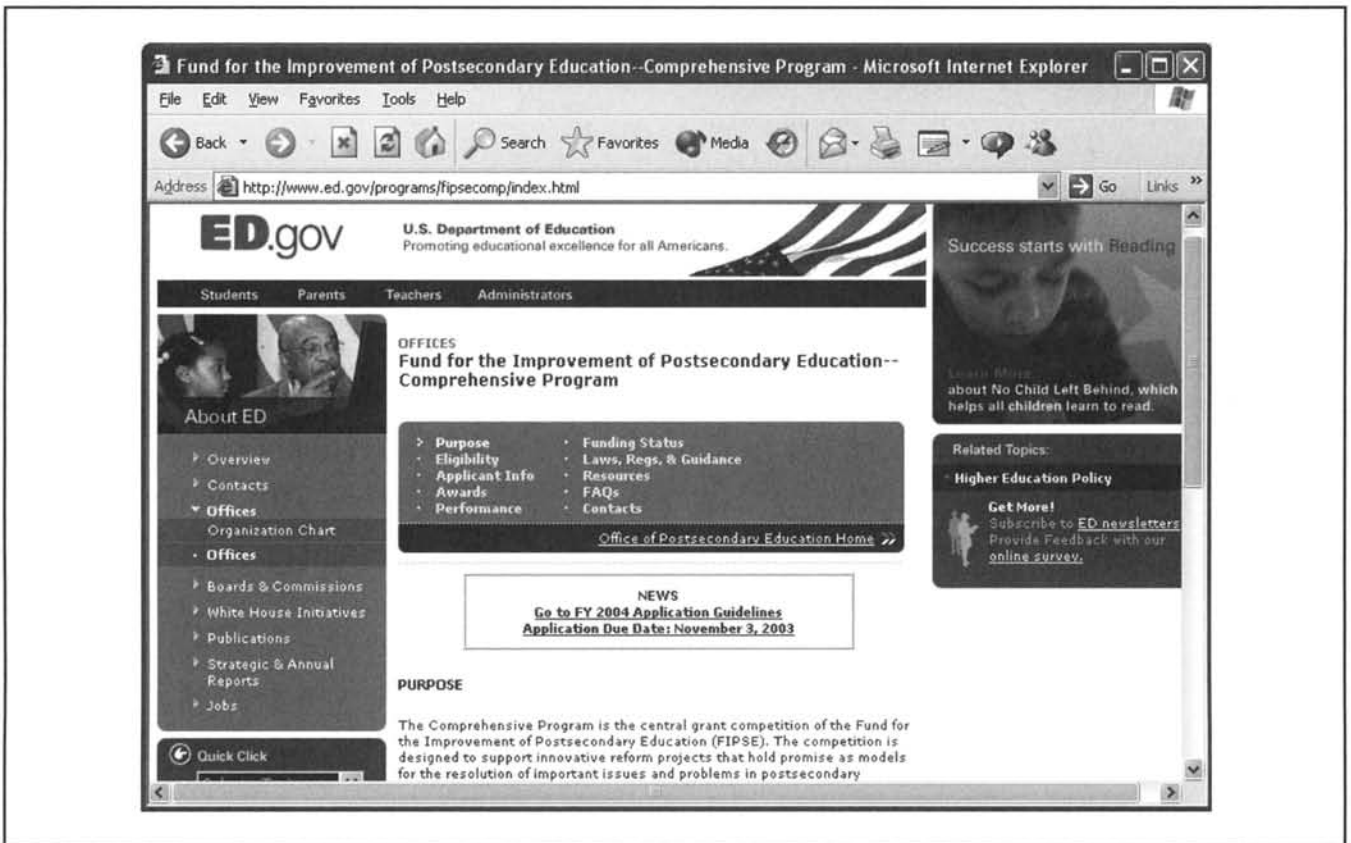 Fund for the Improvement of Postsecondary Education--Comprehensive Program - Microsoft Internet Explorer
File Edit View Favorites Tools Help
Back Search Favorites Media
Address http://www.ed.gov/programs/fipsecomp/index.html Go Links »
ED.gov
U.S. Department of Education
Promoting educational excellence for all Americans.
Students Parents Teachers Administrators
About ED
Overview
Contacts
Offices
Organization Chart
Offices
Boards & Commissions
White House Initiatives
Publications
Strategic & Annual
Reports
Jobs
Quick Click
OFFICES
Fund for the Improvement of Postsecondary Education--
Comprehensive Program
> Purpose
· Eligibility
· Applicant Info
· Awards
· Performance
· Funding Status
· Laws, Regs, & Guidance
· Resources
· FAQs
· Contacts
Office of Postsecondary Education Home »
NEWS
Go to FY 2004 Application Guidelines
Application Due Date: November 3, 2003
PURPOSE
The Comprehensive Program is the central grant competition of the Fund for
the Improvement of Postsecondary Education (FIPSE). The competition is
designed to support innovative reform projects that hold promise as models
for the resolution of important issues and problems in postsecondary
Success starts with Reading
Learn More
about No Child Left Behind, which
helps all children learn to read.
Related Topics:
· Higher Education Policy
Get More!
Subscribe to ED newsletters
Provide Feedback with our
online survey.